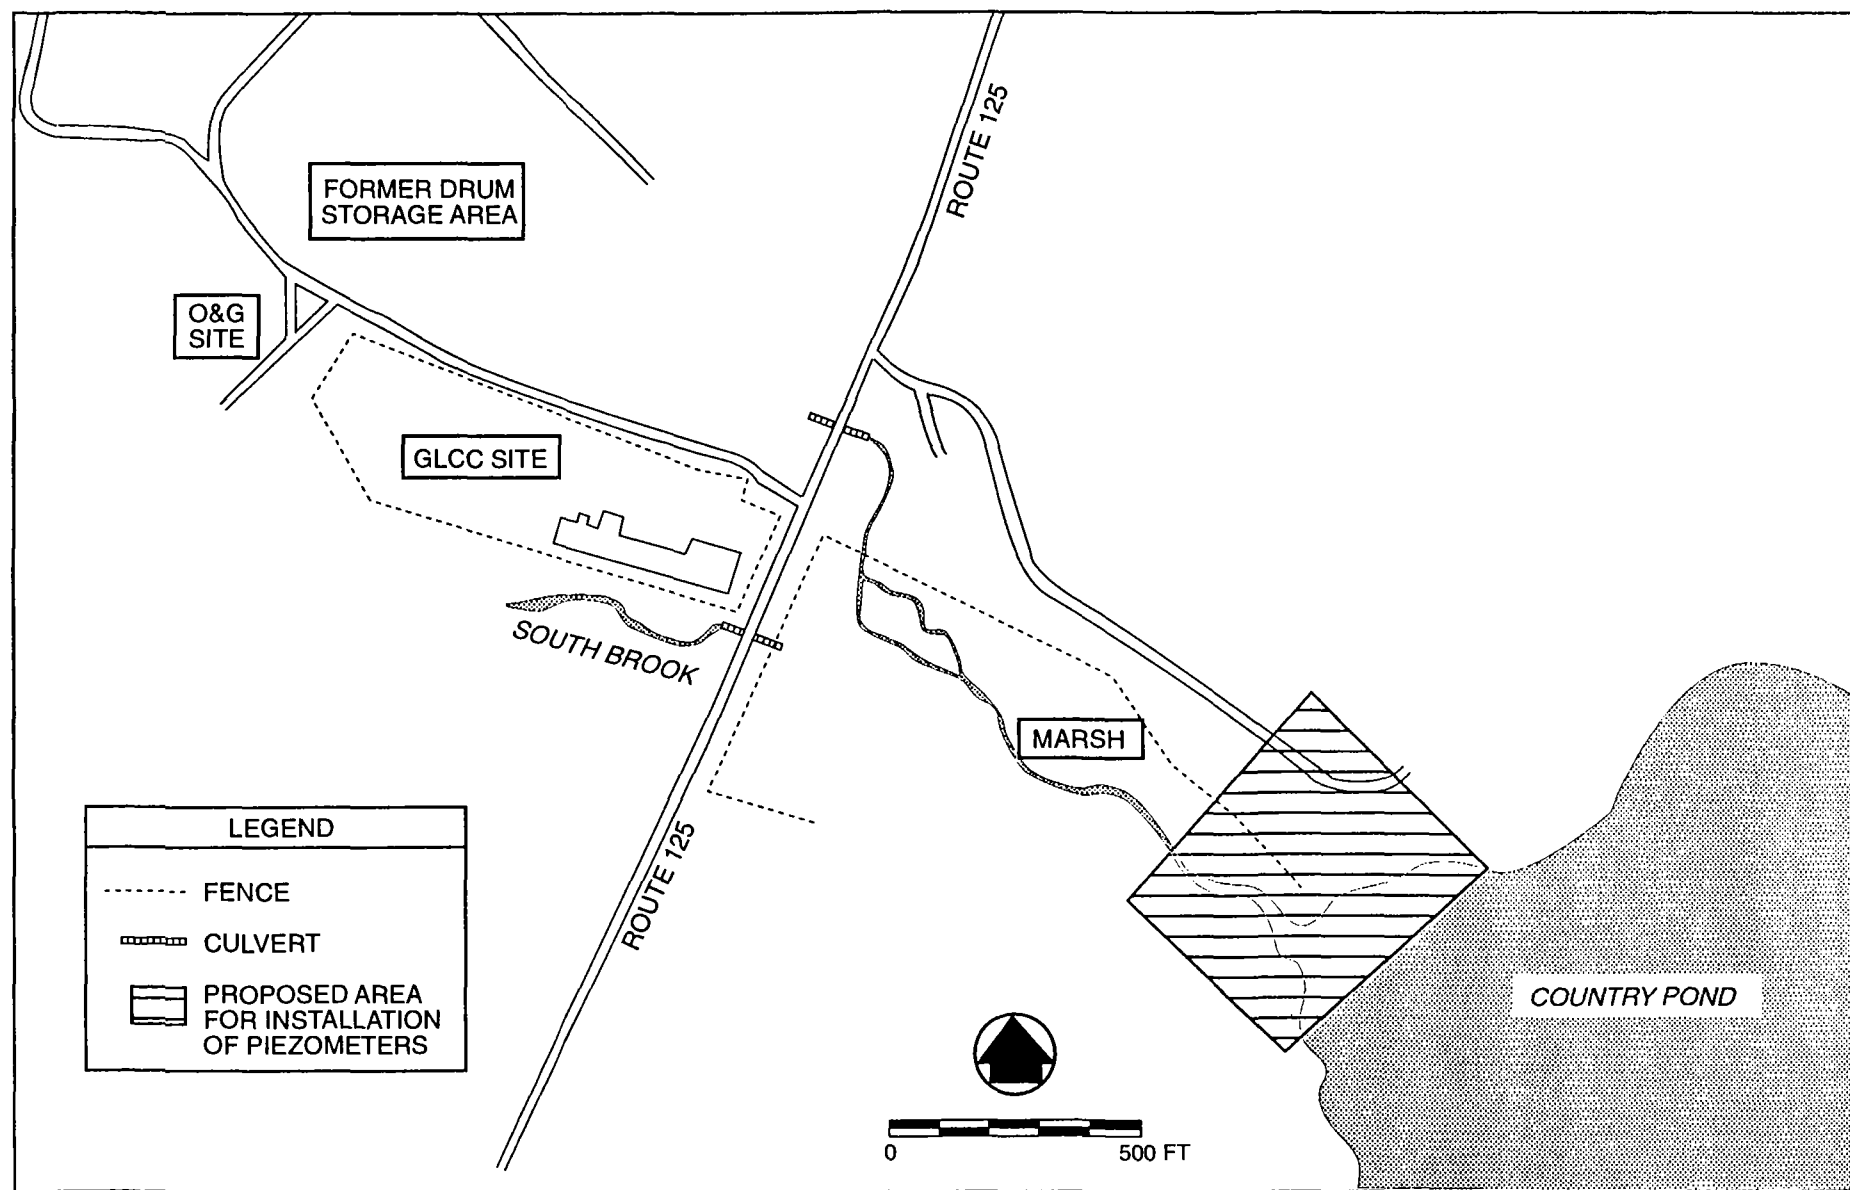 ROUTE 125
FORMER DRUM
STORAGE AREA
O&G
SITE
GLCC SITE
SOUTH BROOK
MARSH
ROUTE 125
LEGEND
FENCE
CULVERT
PROPOSED AREA
FOR INSTALLATION
OF PIEZOMETERS
COUNTRY POND
0 500 FT